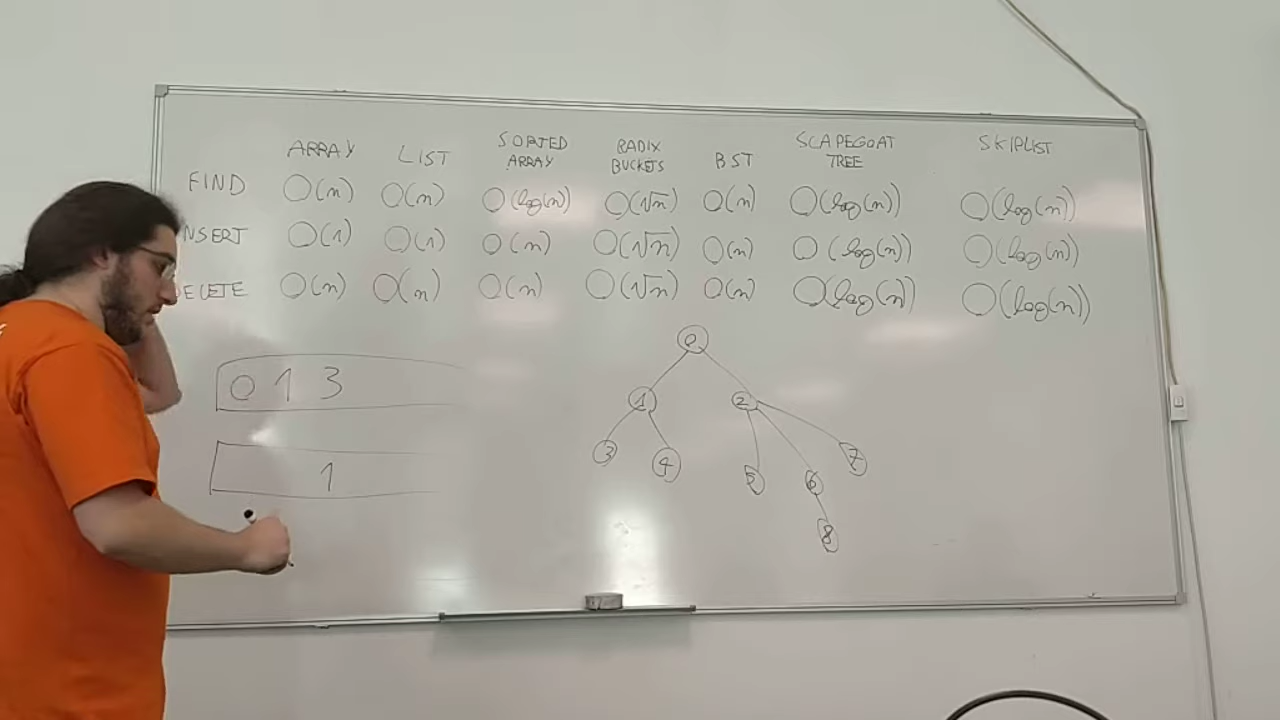 ARRAY LIST SORTED ARRAY RADIX BUCKETS BST SCAPEGOAT TREE SKIPLIST
FIND O(n) O(n) O(log(n)) O(√n) O(n) O(log(n)) O(log(n))
NSERT O(1) O(1) O(n) O(√n) O(n) O(log(n)) O(log(n))
DELETE O(n) O(n) O(n) O(√n) O(n) O(log(n)) O(log(n))
0 1 3
1
0
1 2
3 4 5 6 7
8